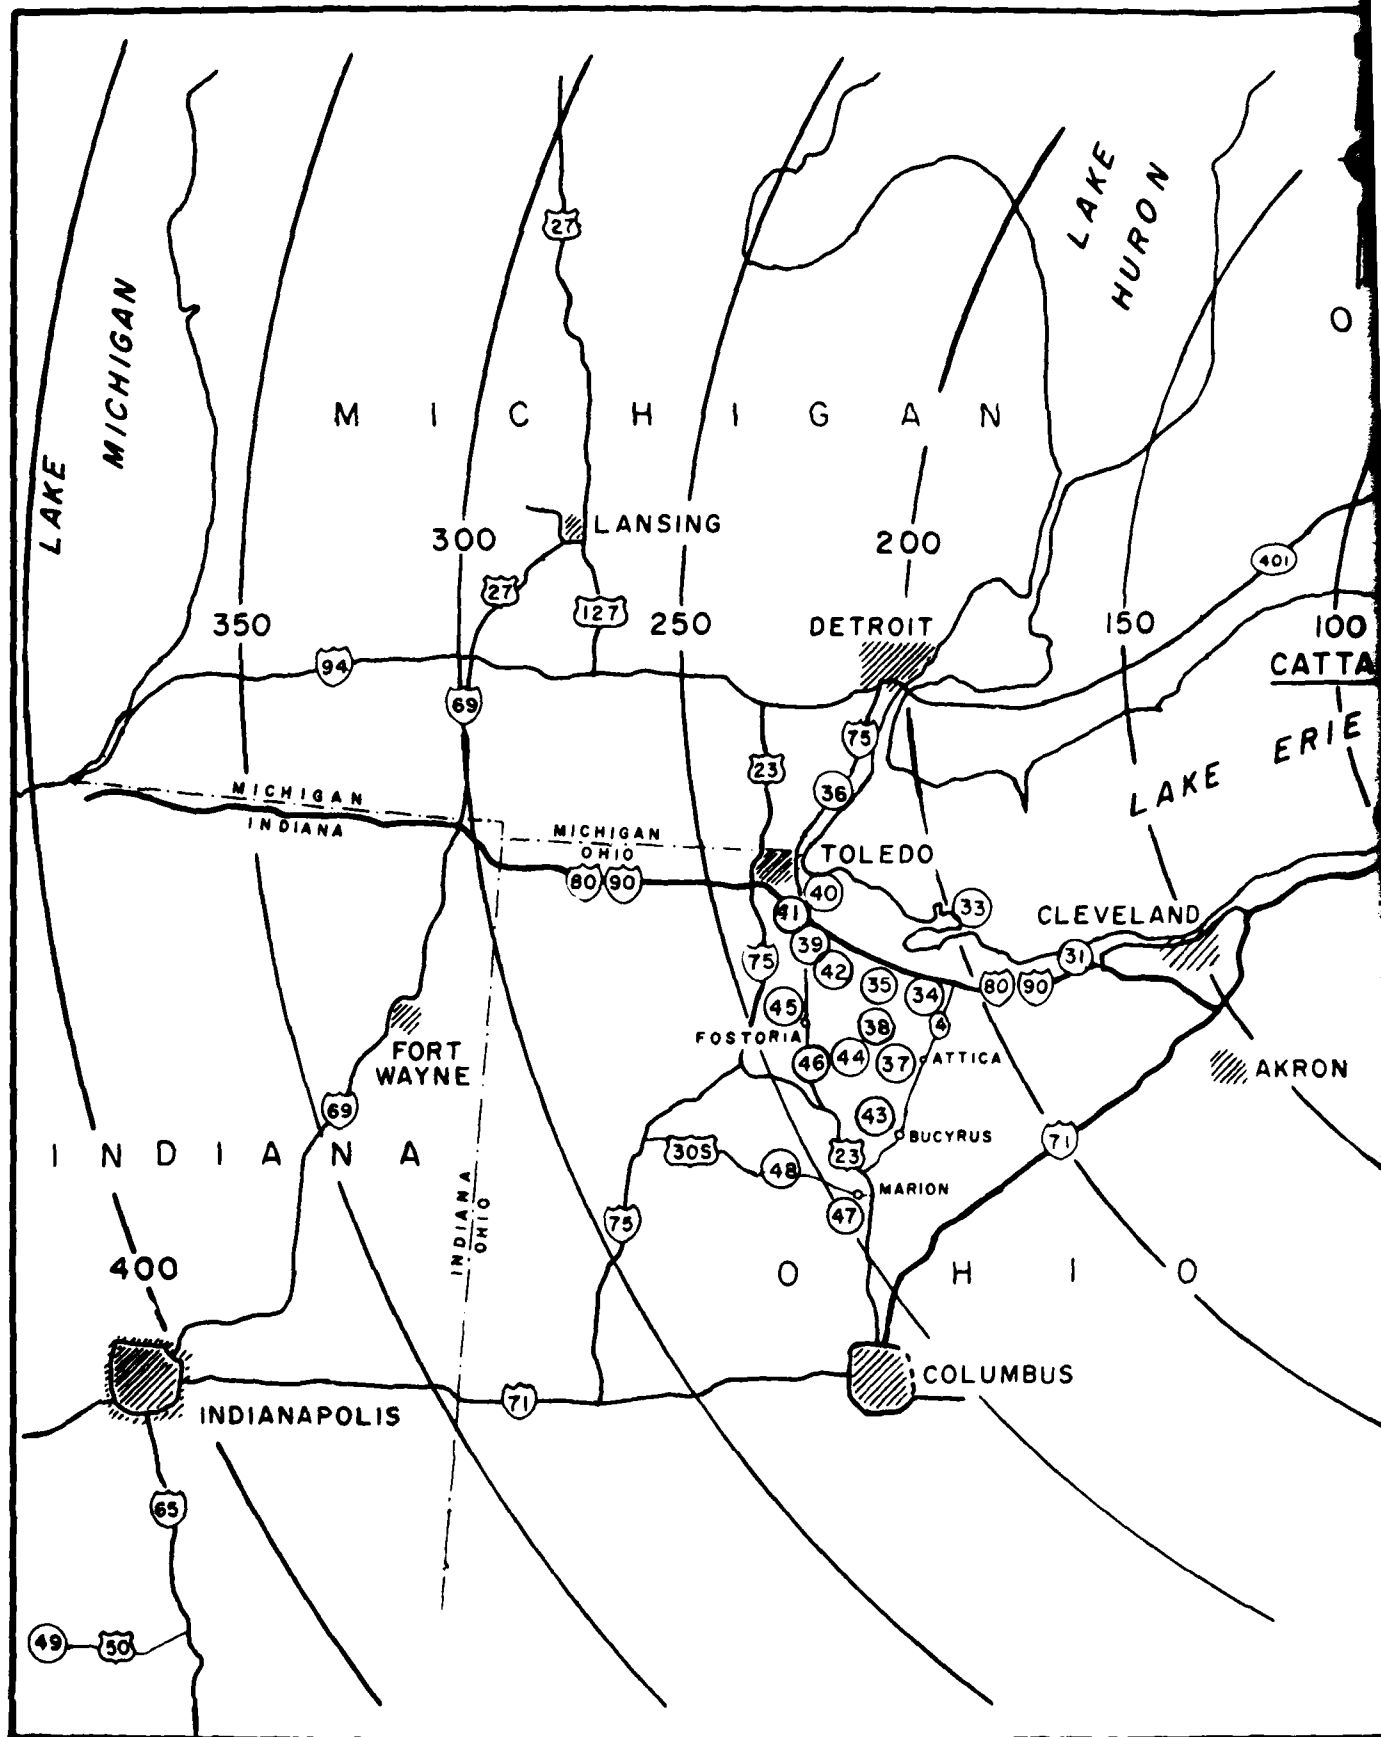 27
LAKE
HURON
LAKE
MICHIGAN
O
M I C H I G A N
LANSING
300
200
401
27
127
350
250
DETROIT
150
100
CATTA
94
69
75
23
LAKE ERIE
36
MICHIGAN
INDIANA
MICHIGAN
OHIO
TOLEDO
80 90
40
41
33
CLEVELAND
39
31
75
42
35
34
80 90
45
38
4
FOSTORIA
46
44
37
ATTICA
FORT
WAYNE
AKRON
69
43
BUCYRUS
71
I N D I A N A
30S
48
23
MARION
INDIANA
OHIO
75
47
400
O H I O
COLUMBUS
71
INDIANAPOLIS
65
49
50